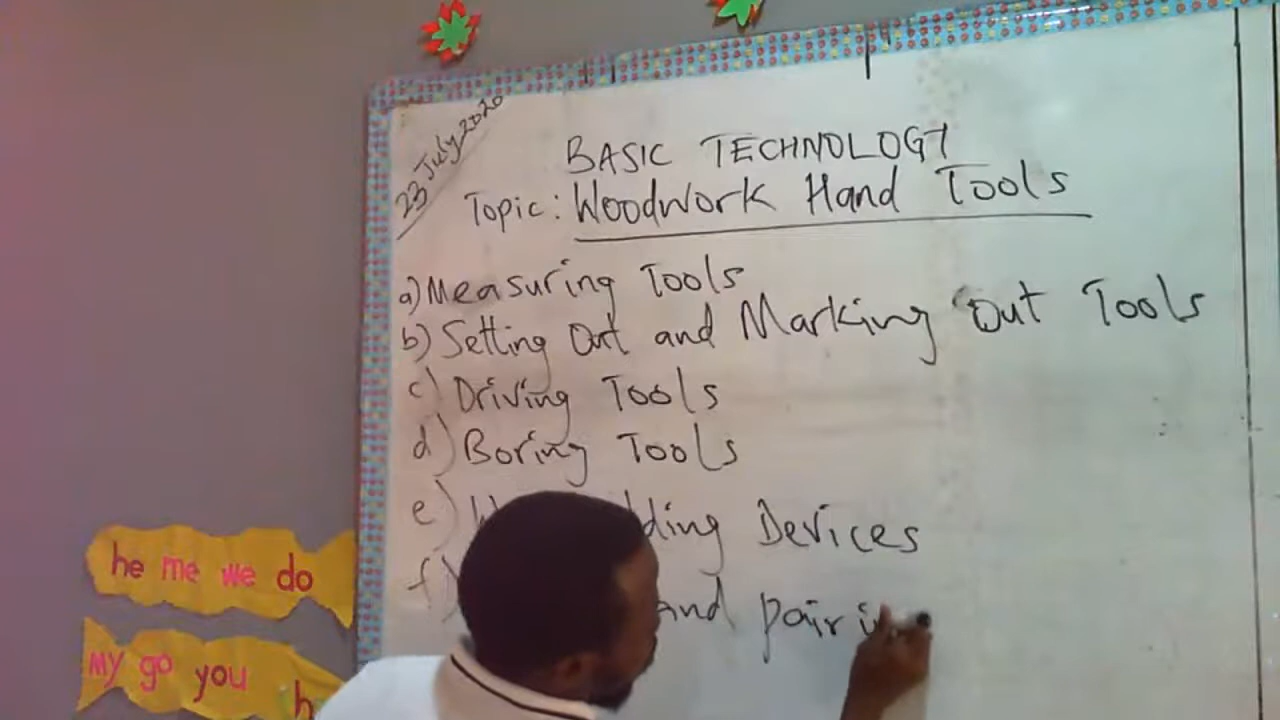 23 July 2020
BASIC TECHNOLOGY
Topic: Woodwork Hand Tools
a) Measuring Tools
b) Setting Out and Marking Out Tools
c) Driving Tools
d) Boring Tools
e) Devices
f) and pairi
he me we do
my go you
h